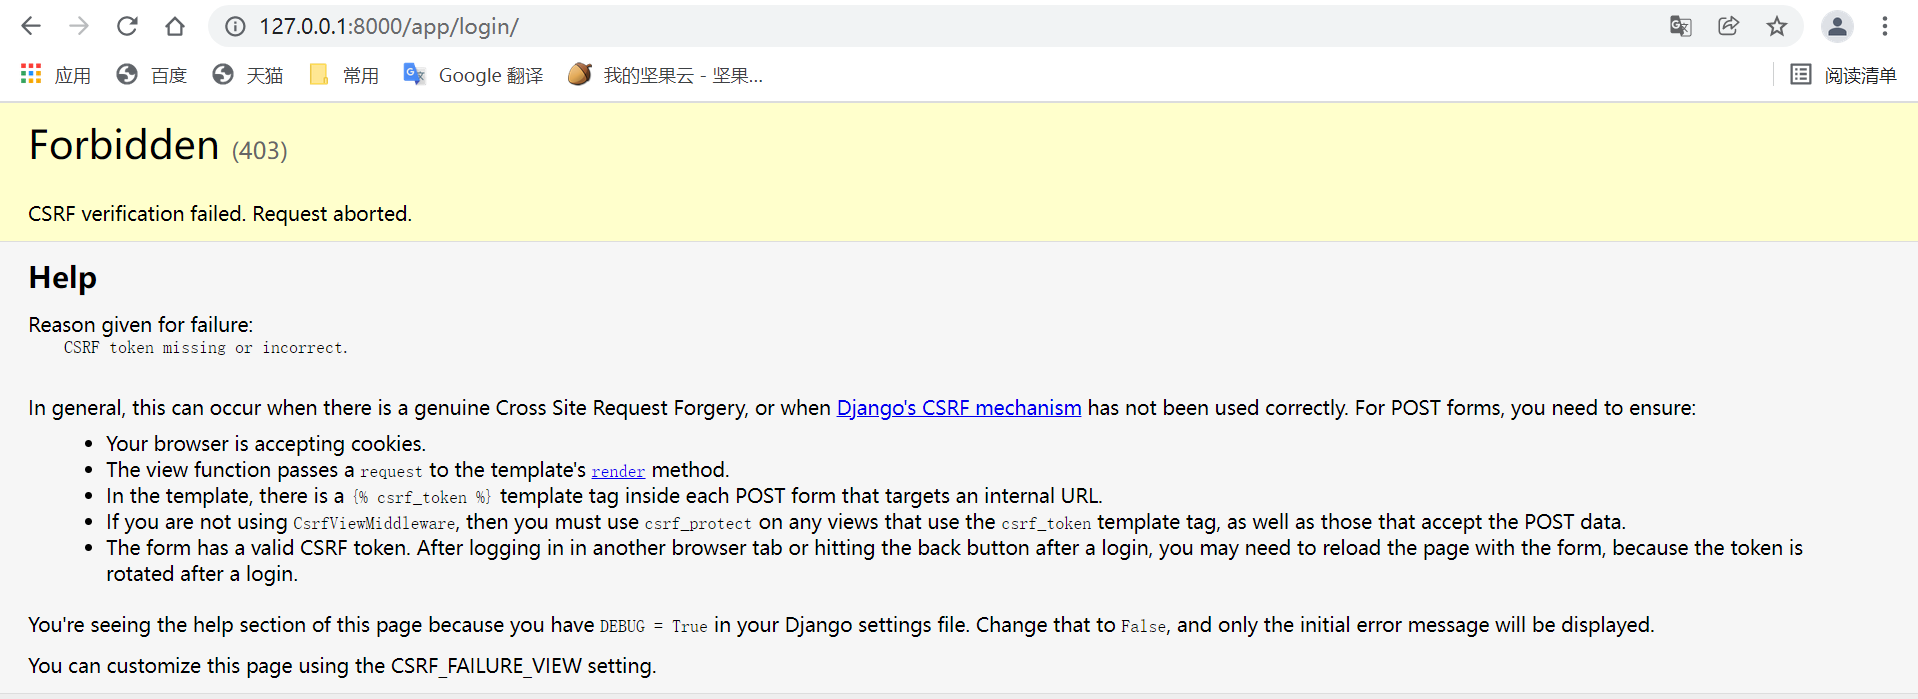 127.0.0.1:8000/app/login/
应用 百度 天猫 常用 Google 翻译 我的坚果云 - 坚果... 阅读清单
Forbidden (403)
CSRF verification failed. Request aborted.
Help
Reason given for failure:
CSRF token missing or incorrect.
In general, this can occur when there is a genuine Cross Site Request Forgery, or when Django's CSRF mechanism has not been used correctly. For POST forms, you need to ensure:
• Your browser is accepting cookies.
• The view function passes a request to the template's render method.
• In the template, there is a {% csrf_token %} template tag inside each POST form that targets an internal URL.
• If you are not using CsrfViewMiddleware, then you must use csrf_protect on any views that use the csrf_token template tag, as well as those that accept the POST data.
• The form has a valid CSRF token. After logging in in another browser tab or hitting the back button after a login, you may need to reload the page with the form, because the token is
rotated after a login.
You're seeing the help section of this page because you have DEBUG = True in your Django settings file. Change that to False, and only the initial error message will be displayed.
You can customize this page using the CSRF_FAILURE_VIEW setting.